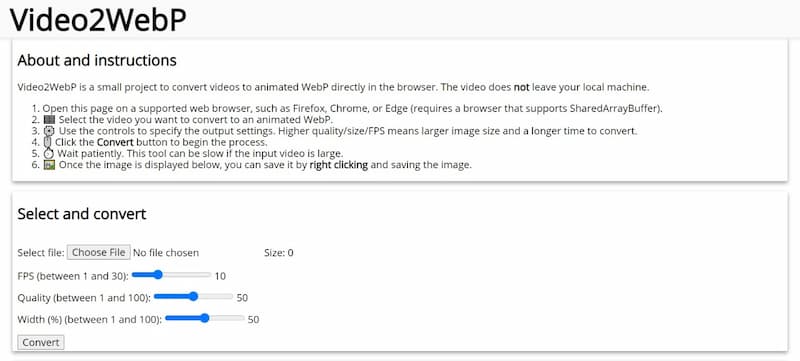 Video2WebP
About and instructions
Video2WebP is a small project to convert videos to animated WebP directly in the browser. The video does not leave your local machine.
1. Open this page on a supported web browser, such as Firefox, Chrome, or Edge (requires a browser that supports SharedArrayBuffer).
2. 🎞️ Select the video you want to convert to an animated WebP.
3. ⚙️ Use the controls to specify the output settings. Higher quality/size/FPS means larger image size and a longer time to convert.
4. 🖱️ Click the Convert button to begin the process.
5. ⏱️ Wait patiently. This tool can be slow if the input video is large.
6. 🖼️ Once the image is displayed below, you can save it by right clicking and saving the image.
Select and convert
Select file: Choose File No file chosen Size: 0
FPS (between 1 and 30): 10
Quality (between 1 and 100): 50
Width (%) (between 1 and 100): 50
Convert